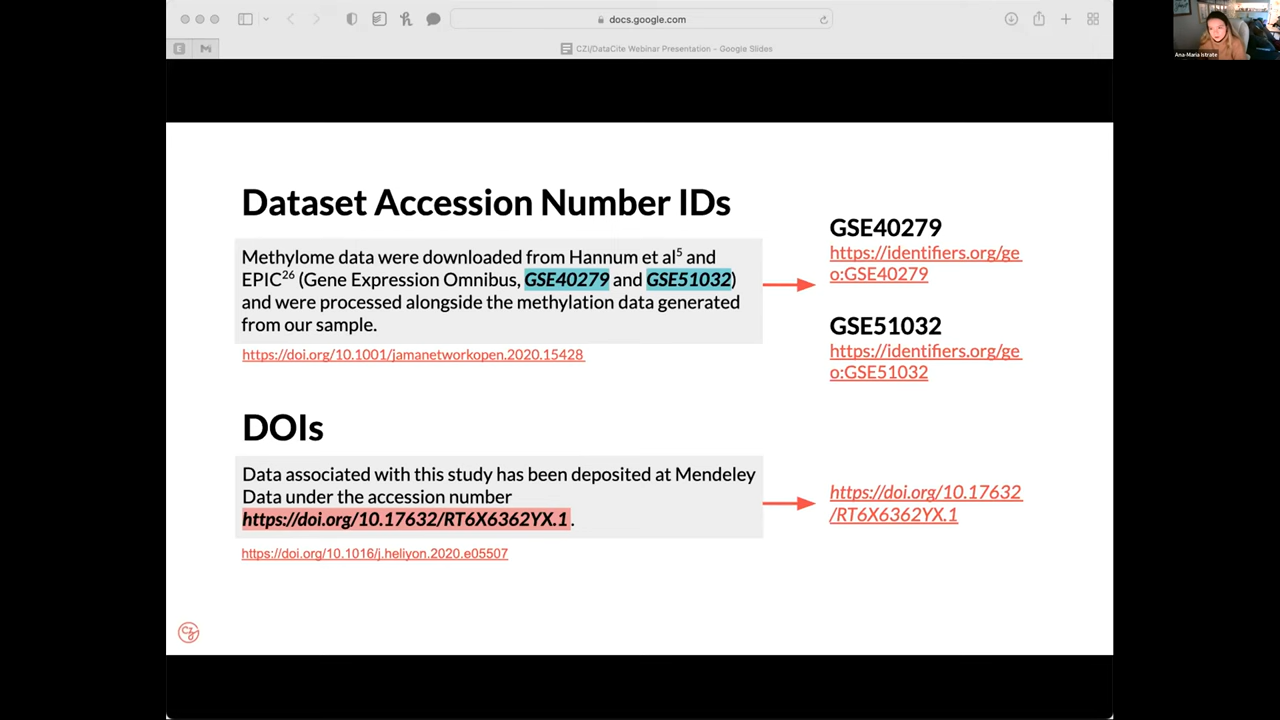 docs.google.com
CZI/DataCite Webinar Presentation - Google Slides
Ana-Maria Istrate
Dataset Accession Number IDs
Methylome data were downloaded from Hannum et al5 and
EPIC26 (Gene Expression Omnibus, GSE40279 and GSE51032)
and were processed alongside the methylation data generated
from our sample.
https://doi.org/10.1001/jamanetworkopen.2020.15428
GSE40279
https://identifiers.org/ge
o:GSE40279
GSE51032
https://identifiers.org/ge
o:GSE51032
DOIs
Data associated with this study has been deposited at Mendeley
Data under the accession number
https://doi.org/10.17632/RT6X6362YX.1.
https://doi.org/10.1016/j.heliyon.2020.e05507
https://doi.org/10.17632
/RT6X6362YX.1